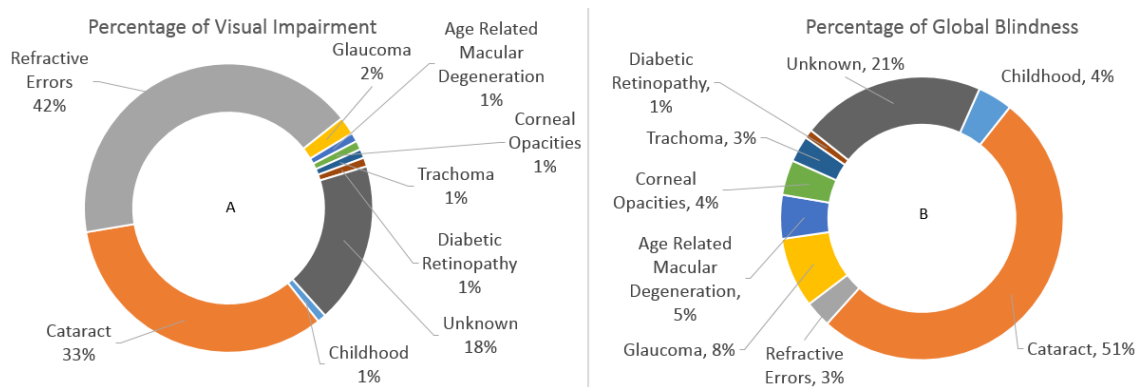 Percentage of Visual Impairment
Refractive
Errors
42%
Glaucoma
2%
Age Related
Macular
Degeneration
1%
Corneal
Opacities
1%
Trachoma
1%
Diabetic
Retinopathy
1%
Unknown
18%
Childhood
1%
Cataract
33%
A
Percentage of Global Blindness
Diabetic
Retinopathy,
1%
Unknown, 21%
Childhood, 4%
Trachoma, 3%
Corneal
Opacities, 4%
Age Related
Macular
Degeneration,
5%
Glaucoma, 8%
Refractive
Errors, 3%
Cataract, 51%
B